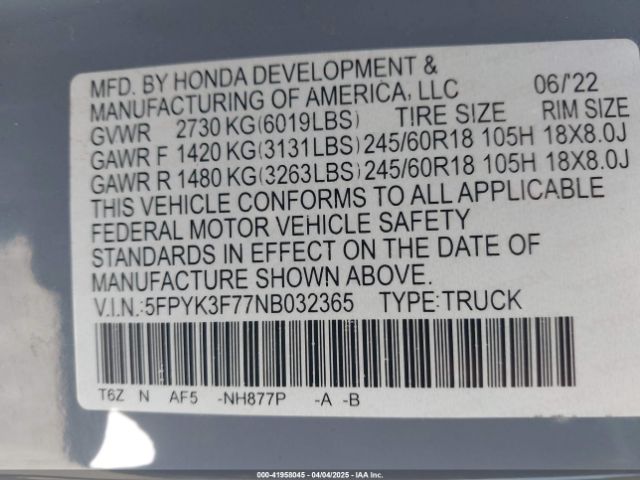 MFD. BY HONDA DEVELOPMENT &
MANUFACTURING OF AMERICA, LLC 06/'22
GVWR 2730 KG(6019LBS) TIRE SIZE RIM SIZE
GAWR F 1420 KG(3131LBS) 245/60R18 105H 18X8.0J
GAWR R 1480 KG(3263LBS) 245/60R18 105H 18X8.0J
THIS VEHICLE CONFORMS TO ALL APPLICABLE
FEDERAL MOTOR VEHICLE SAFETY
STANDARDS IN EFFECT ON THE DATE OF
MANUFACTURE SHOWN ABOVE.
V.I.N.:5FPYK3F77NB032365 TYPE:TRUCK
T6Z N AF5 -NH877P -A -B
000-41958045 - 04/04/2025 - IAA Inc.